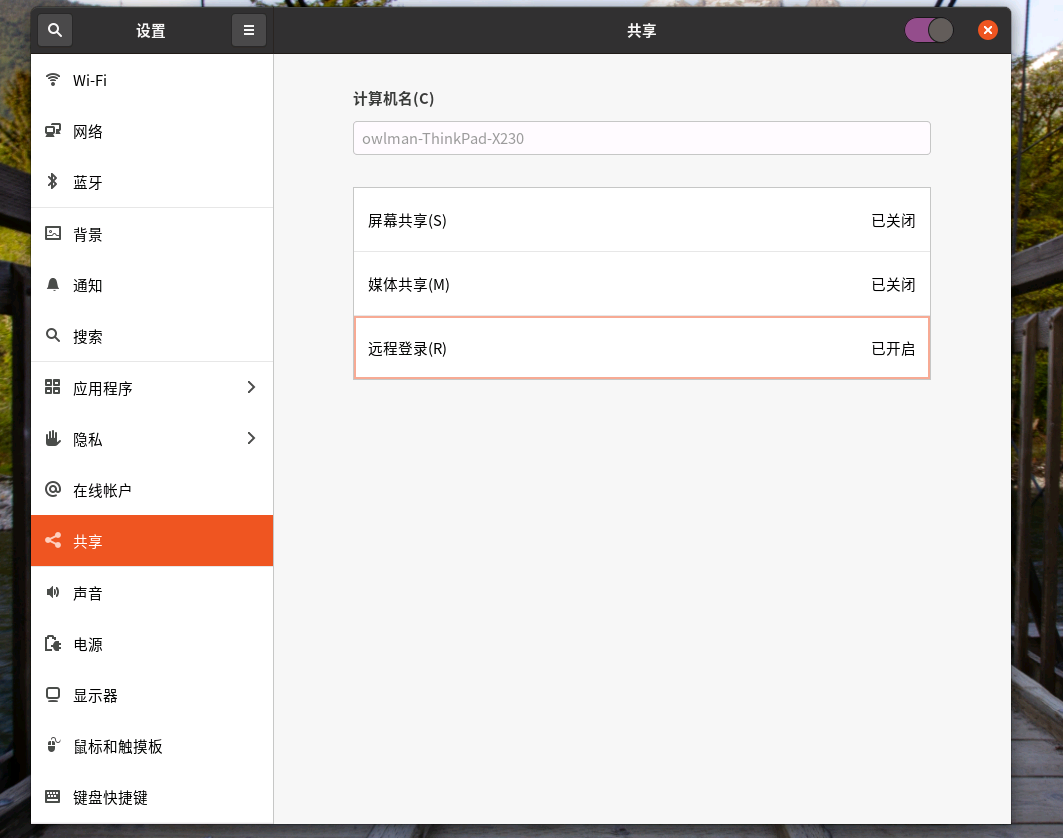 设置
共享
Wi-Fi
网络
蓝牙
背景
通知
搜索
应用程序
隐私
在线帐户
共享
声音
电源
显示器
鼠标和触摸板
键盘快捷键
计算机名(C)
owlman-ThinkPad-X230
屏幕共享(S) 已关闭
媒体共享(M) 已关闭
远程登录(R) 已开启